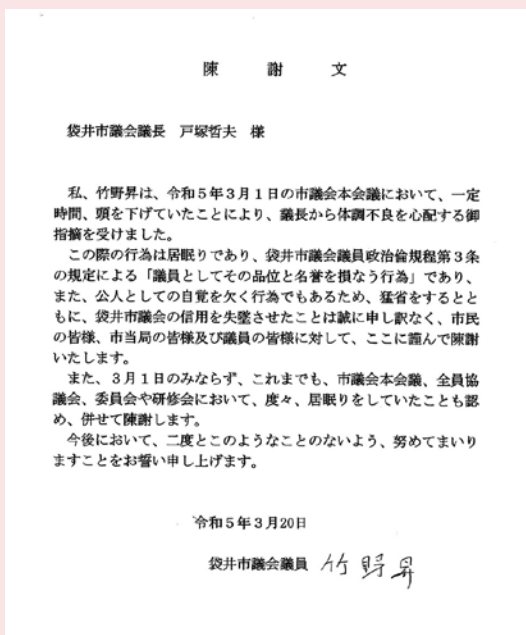 陳　謝　文
袋井市議会議長　戸塚哲夫　様
私、竹野昇は、令和５年３月１日の市議会本会議において、一定
時間、頭を下げていたことにより、議長から体調不良を心配する御
指摘を受けました。
この際の行為は居眠りであり、袋井市議会議員政治倫規程第３条
の規定による「議員としてその品位と名誉を損なう行為」であり、
また、公人としての自覚を欠く行為でもあるため、猛省をするとと
もに、袋井市議会の信用を失墜させたことは誠に申し訳なく、市民
の皆様、市当局の皆様及び議員の皆様に対して、ここに謹んで陳謝
いたします。
また、３月１日のみならず、これまでも、市議会本会議、全員協
議会、委員会や研修会において、度々、居眠りをしていたことも認
め、併せて陳謝します。
今後において、二度とこのようなことのないよう、努めてまいり
ますことをお誓い申し上げます。
令和５年３月20日
袋井市議会議員　竹野昇